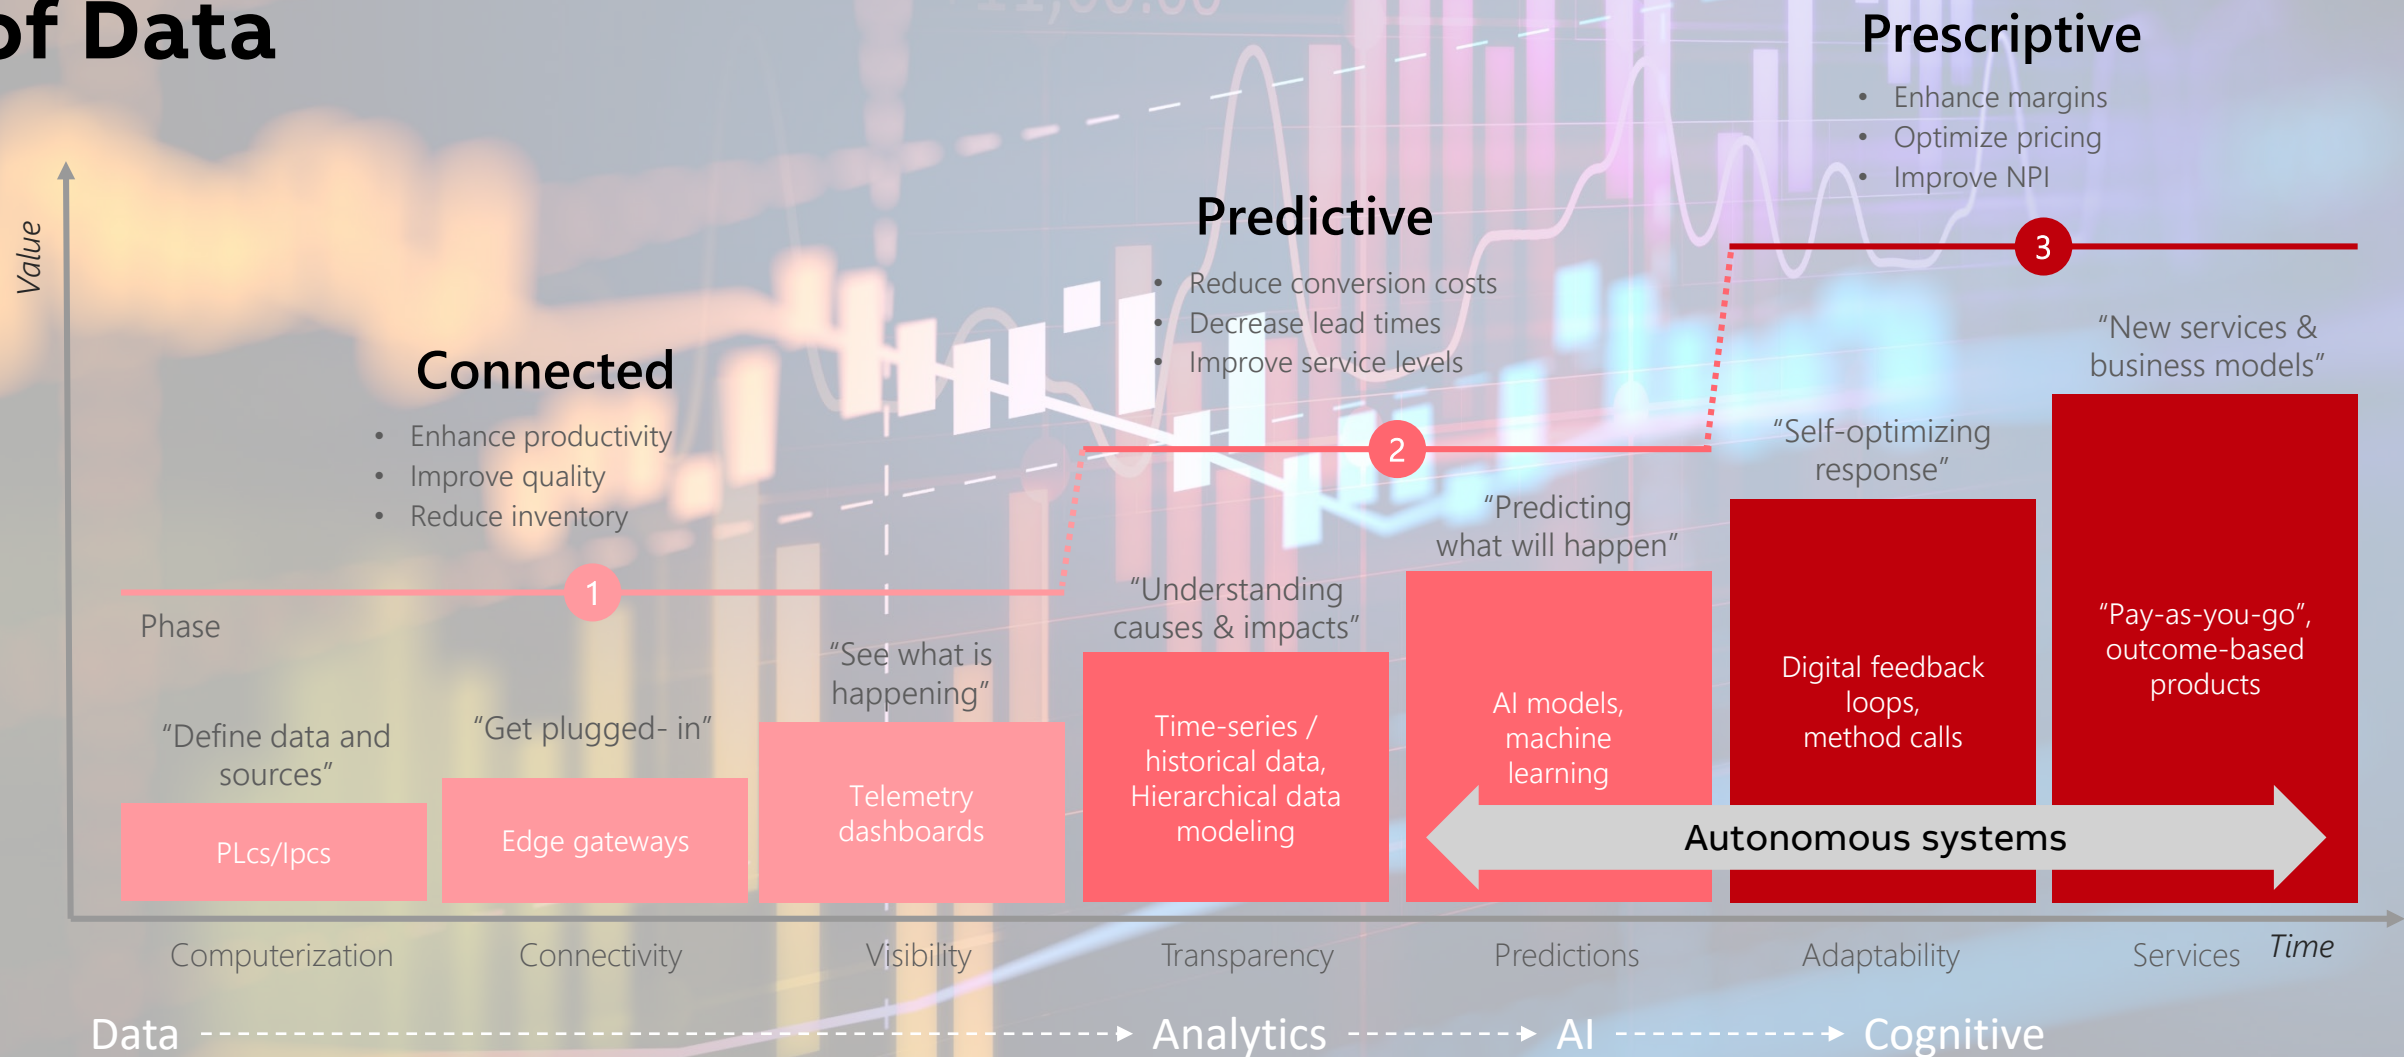 of Data
Prescriptive
• Enhance margins
• Optimize pricing
• Improve NPI
Value
Predictive
• Reduce conversion costs
• Decrease lead times
• Improve service levels
3
Connected
• Enhance productivity
• Improve quality
• Reduce inventory
2
1
Phase
“Define data and
sources”
“Get plugged- in”
“See what is
happening”
“Understanding
causes & impacts”
“Predicting
what will happen”
“Self-optimizing
response”
“New services &
business models”
PLcs/Ipcs
Edge gateways
Telemetry
dashboards
Time-series /
historical data,
Hierarchical data
modeling
AI models,
machine
learning
Digital feedback
loops,
method calls
“Pay-as-you-go”,
outcome-based
products
Autonomous systems
Computerization
Connectivity
Visibility
Transparency
Predictions
Adaptability
Services
Time
Data
Analytics
AI
Cognitive